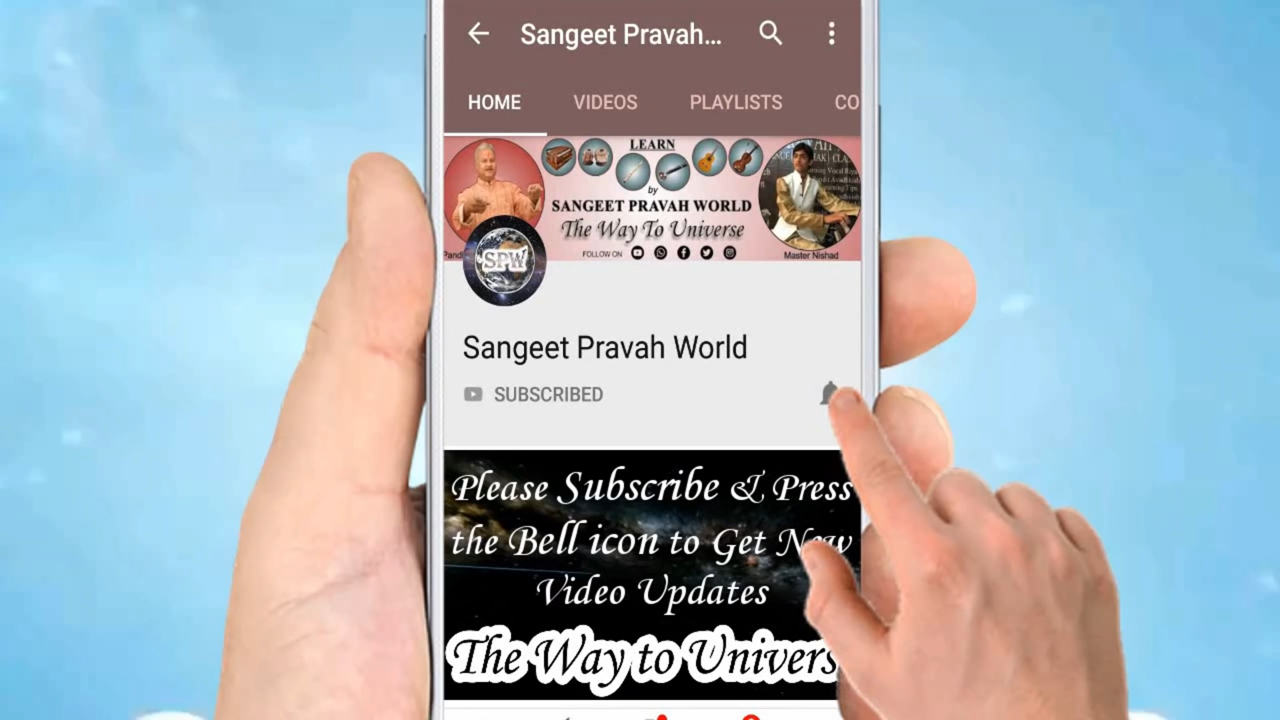 Sangeet Pravah...
HOME VIDEOS PLAYLISTS CO
LEARN
by
SANGEET PRAVAH WORLD
The Way To Universe
FOLLOW ON
Pandi
Master Nishad
SPW
Sangeet Pravah World
SUBSCRIBED
Please Subscribe & Press
the Bell icon to Get New
Video Updates
The Way to Univers